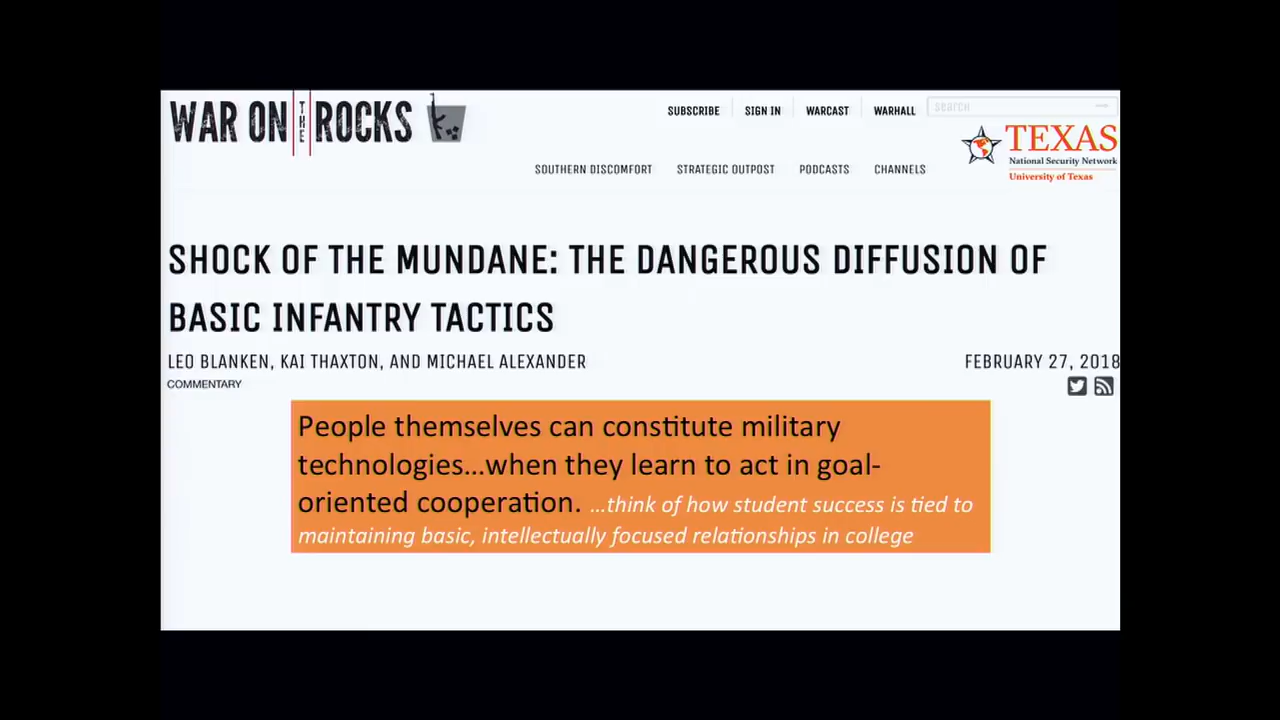 WAR ON THE ROCKS
SUBSCRIBE SIGN IN WARCAST WARHALL search
TEXAS
National Security Network
University of Texas
SOUTHERN DISCOMFORT STRATEGIC OUTPOST PODCASTS CHANNELS
SHOCK OF THE MUNDANE: THE DANGEROUS DIFFUSION OF
BASIC INFANTRY TACTICS
LEO BLANKEN, KAI THAXTON, AND MICHAEL ALEXANDER FEBRUARY 27, 2018
COMMENTARY
People themselves can constitute military
technologies...when they learn to act in goal-
oriented cooperation. ...think of how student success is tied to
maintaining basic, intellectually focused relationships in college